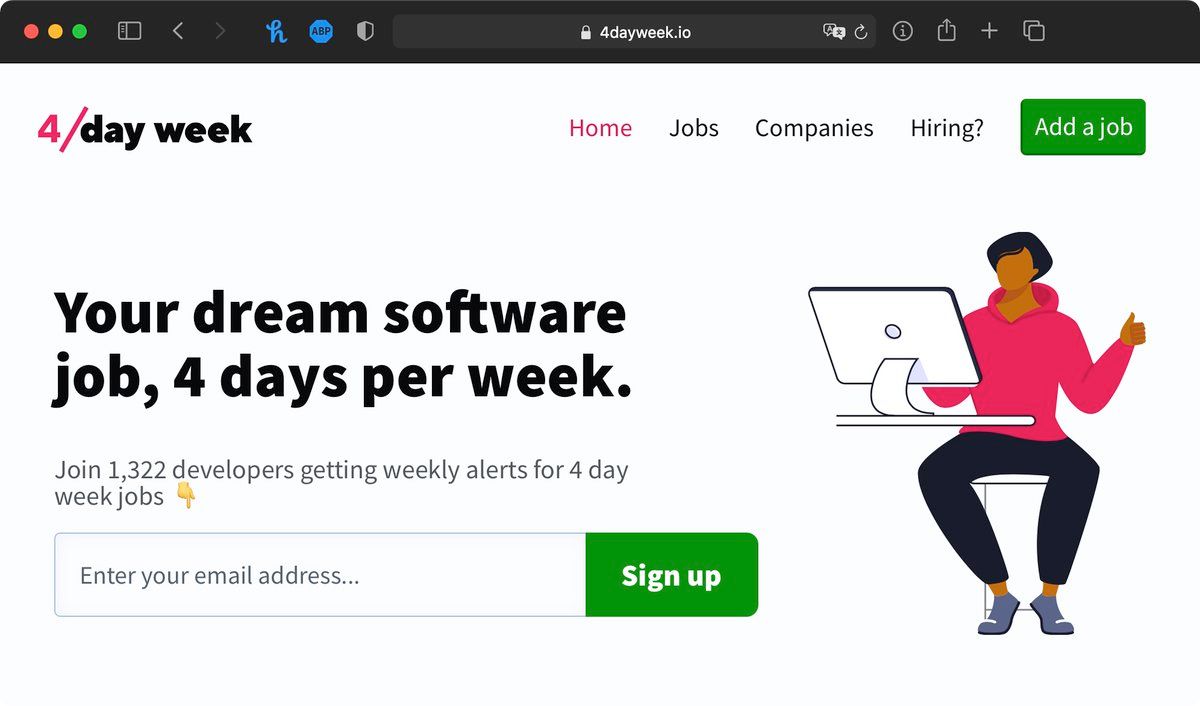 ABP
4dayweek.io
4/day week
Home
Jobs
Companies
Hiring?
Add a job
Your dream software
job, 4 days per week.
Join 1,322 developers getting weekly alerts for 4 day
week jobs 👇
Enter your email address...
Sign up